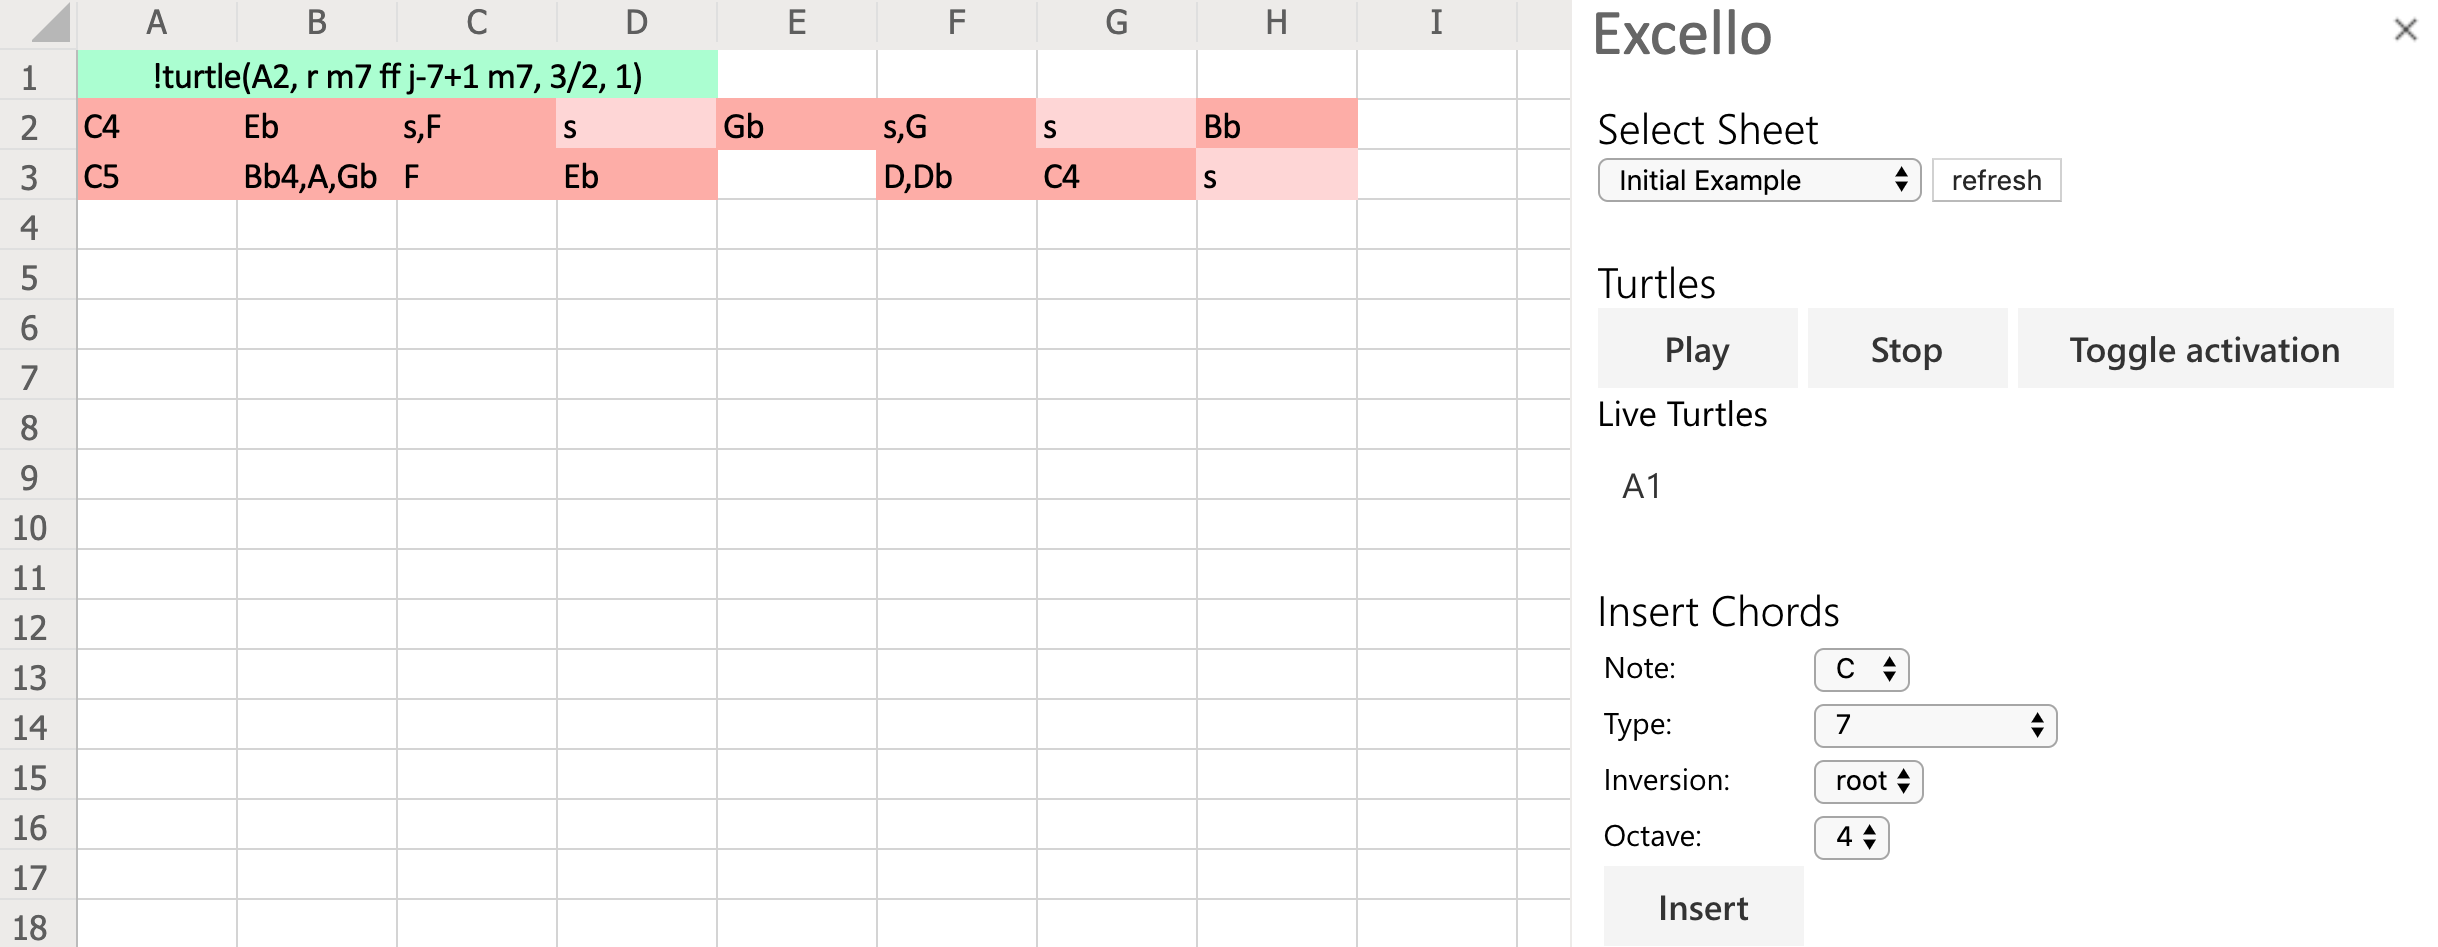 A B C D E F G H I
1 !turtle(A2, r m7 ff j-7+1 m7, 3/2, 1)
2 C4 Eb s,F s Gb s,G s Bb
3 C5 Bb4,A,Gb F Eb D,Db C4 s
4
5
6
7
8
9
10
11
12
13
14
15
16
17
18
Excello
Select Sheet
Initial Example refresh
Turtles
Play Stop Toggle activation
Live Turtles
A1
Insert Chords
Note: C
Type: 7
Inversion: root
Octave: 4
Insert